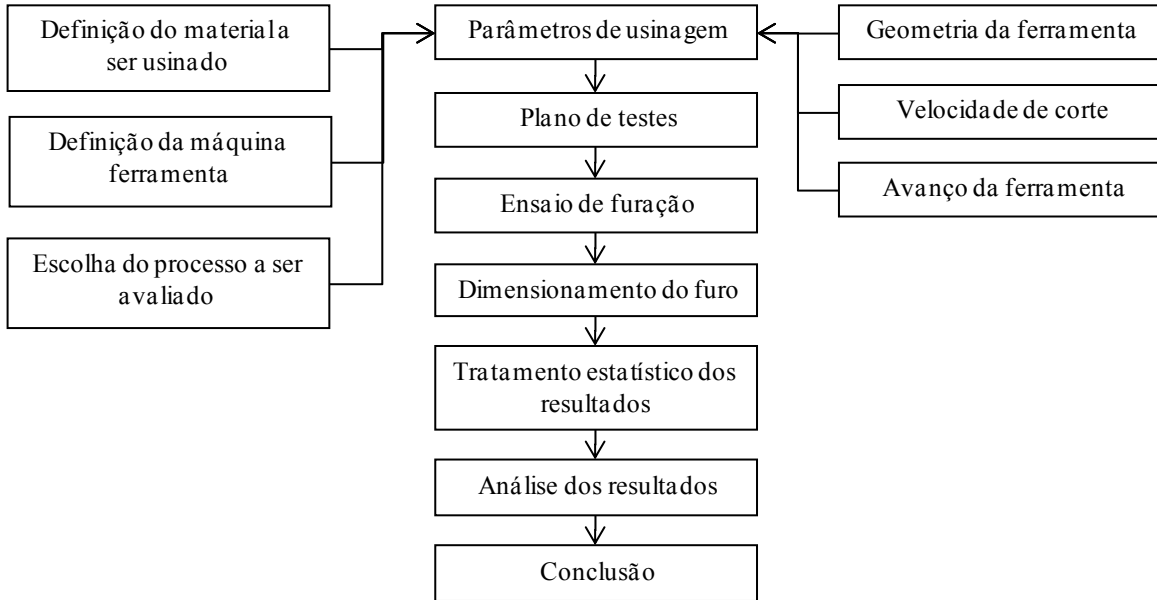 Definição do material a
ser usinado
Definição da máquina
ferramenta
Escolha do processo a ser
avaliado
Parâmetros de usinagem
Plano de testes
Ensaio de furação
Dimensionamento do furo
Tratamento estatístico dos
resultados
Análise dos resultados
Conclusão
Geometria da ferramenta
Velocidade de corte
Avanço da ferramenta